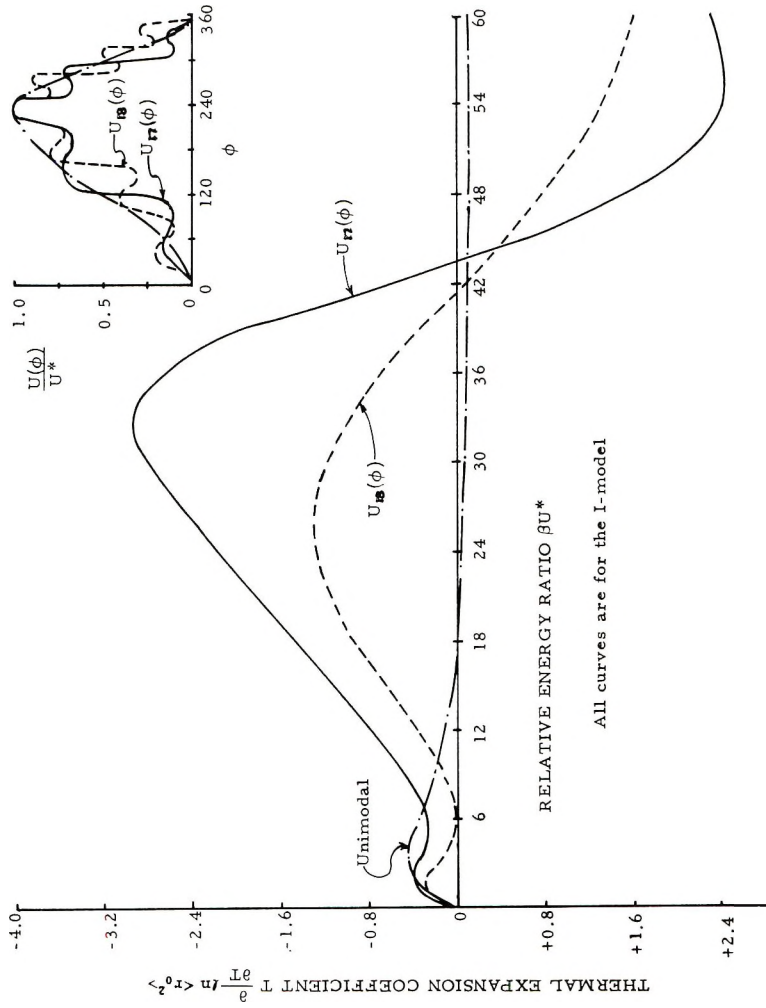 THERMAL EXPANSION COEFFICIENT T ∂/∂T ln <r₀²>
-4.0
-3.2
-2.4
-1.6
-0.8
0
+0.8
+1.6
+2.4
6
12
18
24
30
36
42
48
54
60
RELATIVE ENERGY RATIO βU*
All curves are for the I-model
Unimodal
U₁₈(φ)
U₁₇(φ)
U(φ)/U*
1.0
0.5
0
0
120
240
360
φ
U₁₈(φ)
U₁₇(φ)